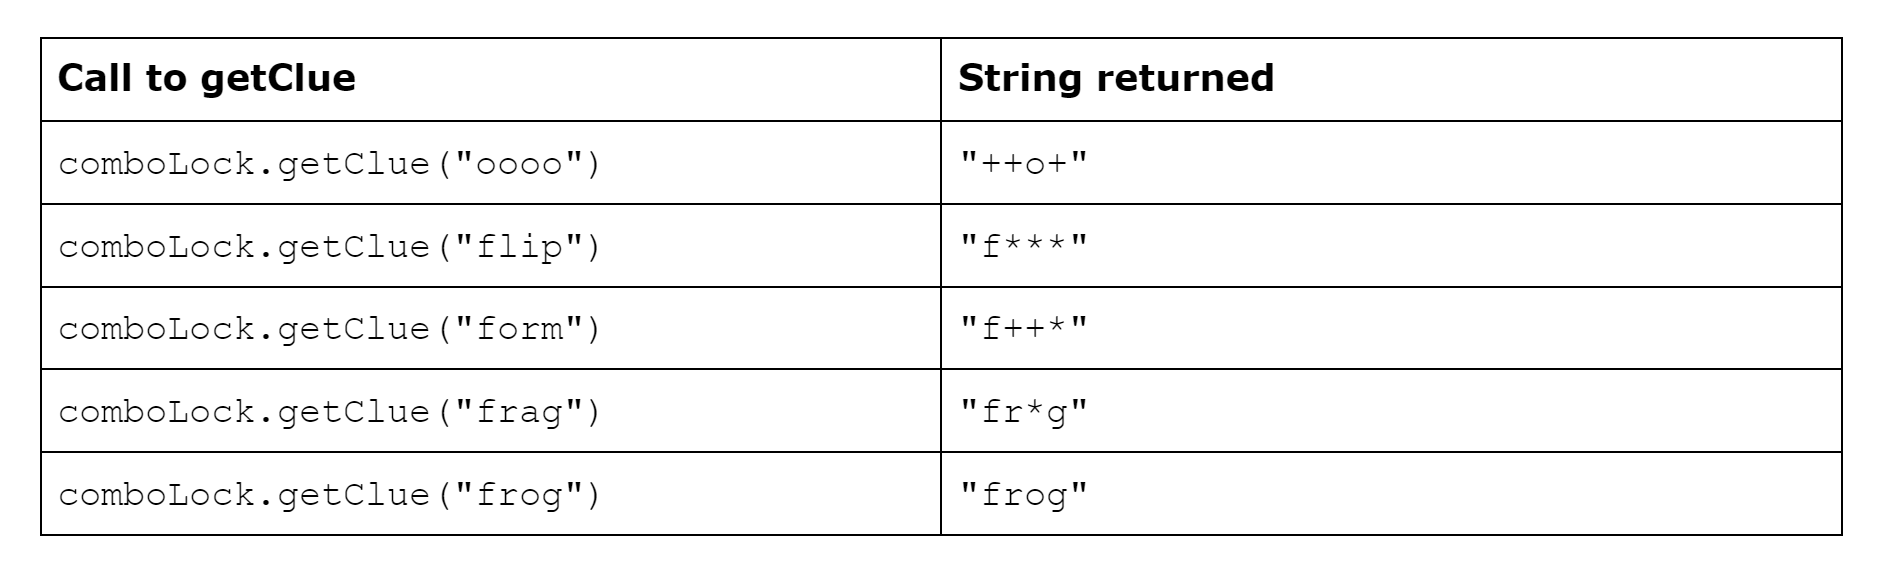 Call to getClue String returned
comboLock.getClue("oooo") "++o+"
comboLock.getClue("flip") "f***"
comboLock.getClue("form") "f++*"
comboLock.getClue("frag") "fr*g"
comboLock.getClue("frog") "frog"